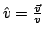 v̂ = v⃗/v